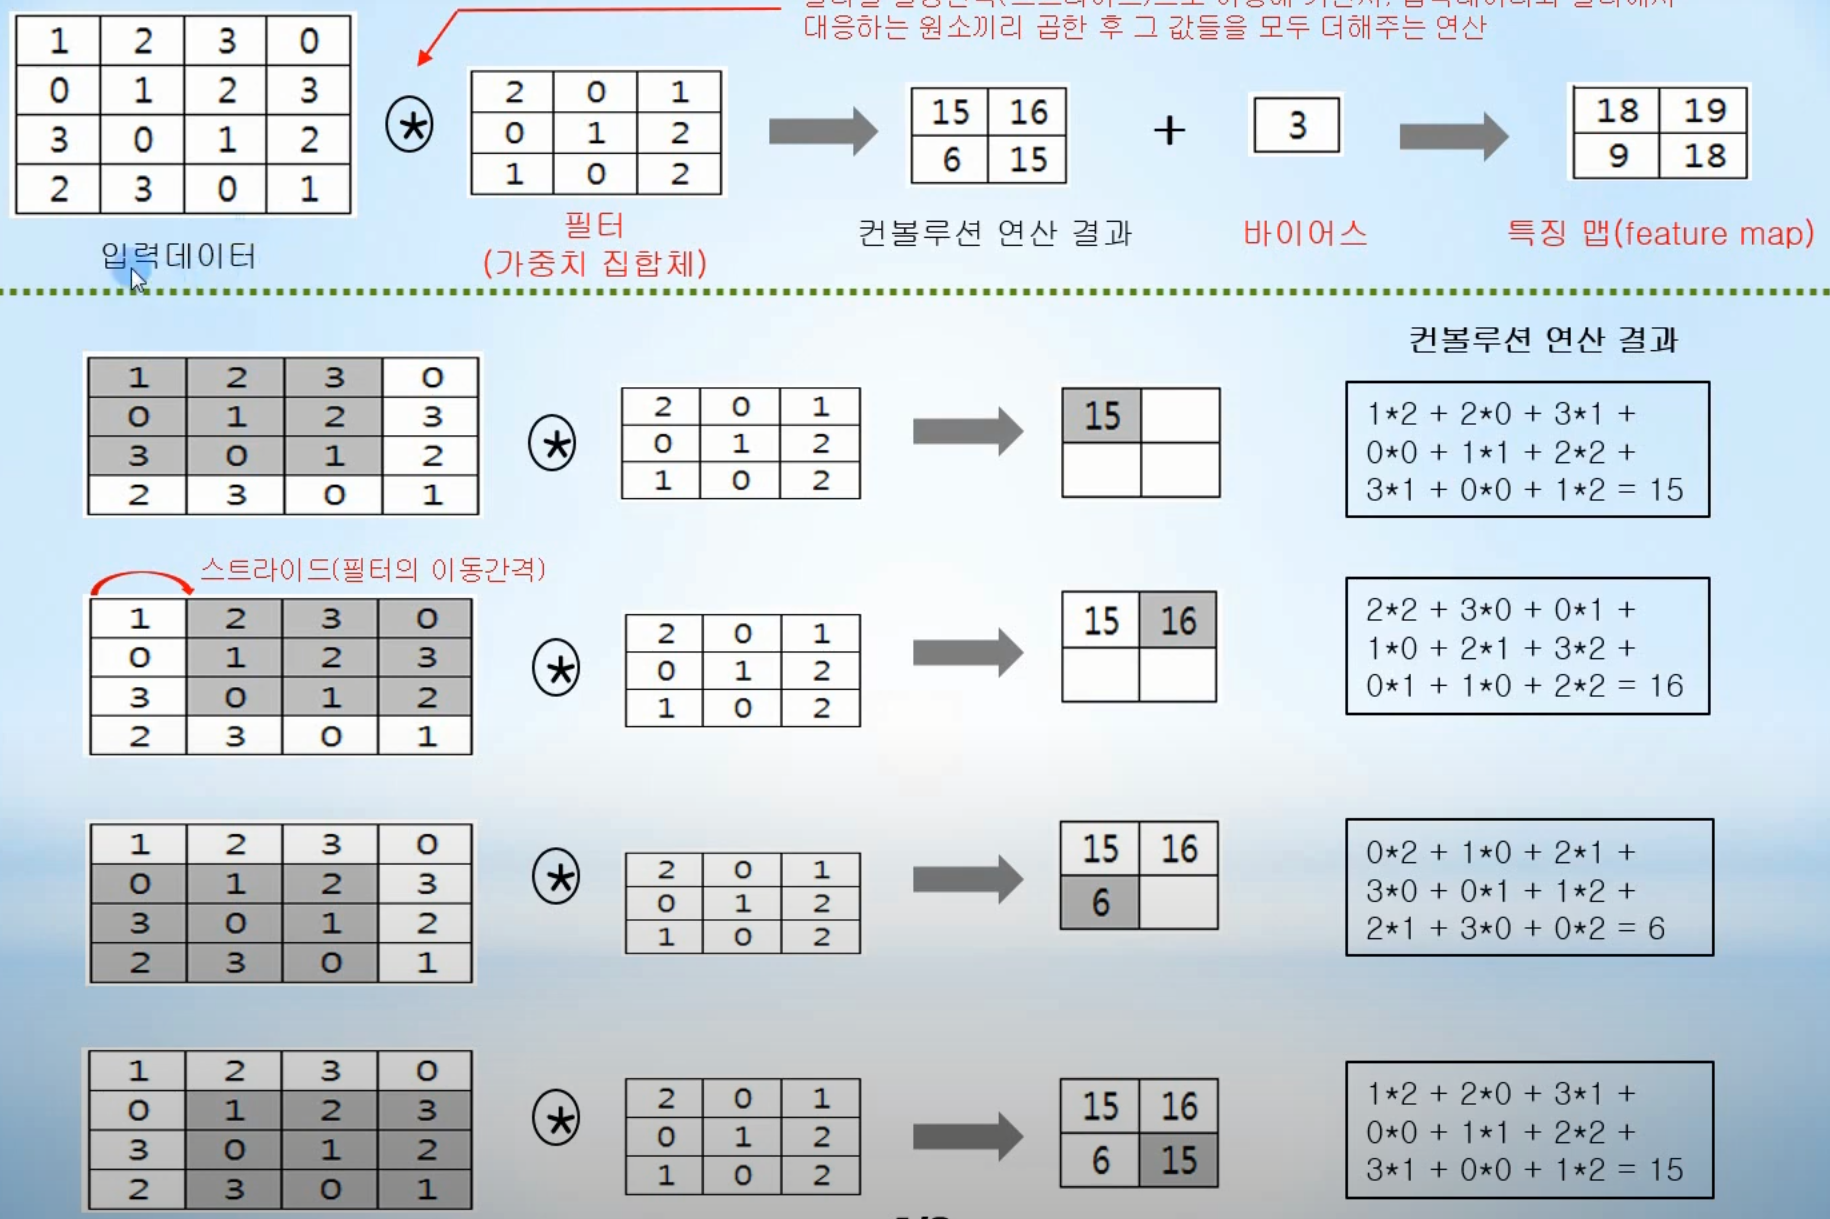 대응하는 원소끼리 곱한 후 그 값들을 모두 더해주는 연산
1 2 3 0
0 1 2 3
3 0 1 2
2 3 0 1
입력데이터
2 0 1
0 1 2
1 0 2
필터
(가중치 집합체)
15 16
6 15
컨볼루션 연산 결과
+
3
바이어스
18 19
9 18
특징 맵(feature map)
컨볼루션 연산 결과
1 2 3 0
0 1 2 3
3 0 1 2
2 3 0 1
2 0 1
0 1 2
1 0 2
15
1*2 + 2*0 + 3*1 +
0*0 + 1*1 + 2*2 +
3*1 + 0*0 + 1*2 = 15
스트라이드(필터의 이동간격)
1 2 3 0
0 1 2 3
3 0 1 2
2 3 0 1
2 0 1
0 1 2
1 0 2
15 16
2*2 + 3*0 + 0*1 +
1*0 + 2*1 + 3*2 +
0*1 + 1*0 + 2*2 = 16
1 2 3 0
0 1 2 3
3 0 1 2
2 3 0 1
2 0 1
0 1 2
1 0 2
15 16
6
0*2 + 1*0 + 2*1 +
3*0 + 0*1 + 1*2 +
2*1 + 3*0 + 0*2 = 6
1 2 3 0
0 1 2 3
3 0 1 2
2 3 0 1
2 0 1
0 1 2
1 0 2
15 16
6 15
1*2 + 2*0 + 3*1 +
0*0 + 1*1 + 2*2 +
3*1 + 0*0 + 1*2 = 15